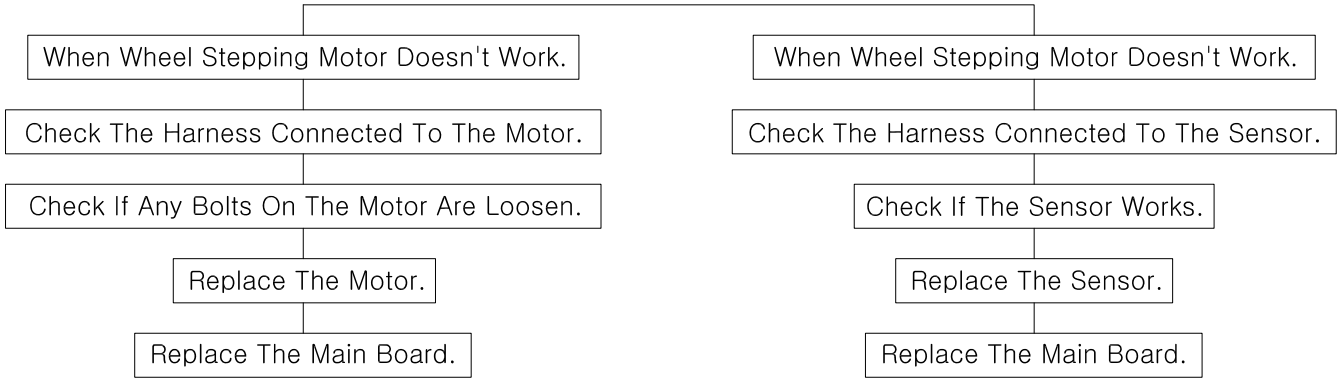 When Wheel Stepping Motor Doesn't Work.
Check The Harness Connected To The Motor.
Check If Any Bolts On The Motor Are Loosen.
Replace The Motor.
Replace The Main Board.
When Wheel Stepping Motor Doesn't Work.
Check The Harness Connected To The Sensor.
Check If The Sensor Works.
Replace The Sensor.
Replace The Main Board.